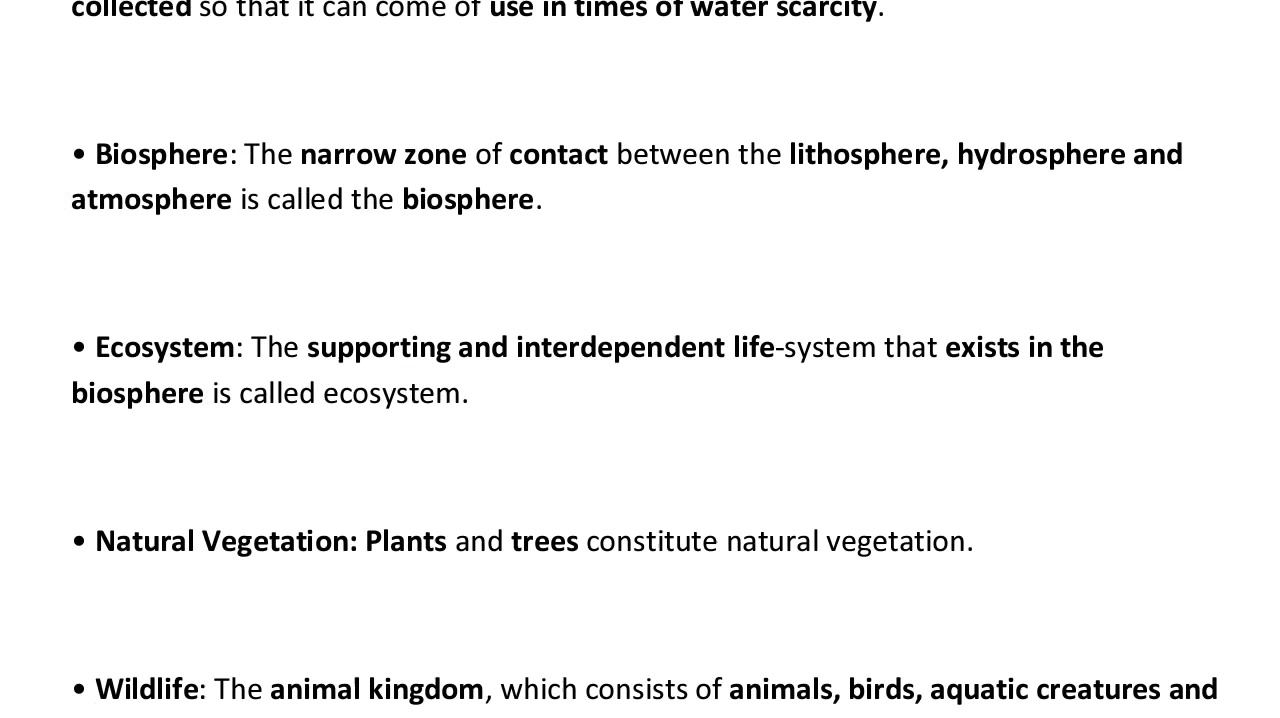 collected so that it can come of use in times of water scarcity.
• Biosphere: The narrow zone of contact between the lithosphere, hydrosphere and
atmosphere is called the biosphere.
• Ecosystem: The supporting and interdependent life-system that exists in the
biosphere is called ecosystem.
• Natural Vegetation: Plants and trees constitute natural vegetation.
• Wildlife: The animal kingdom, which consists of animals, birds, aquatic creatures and